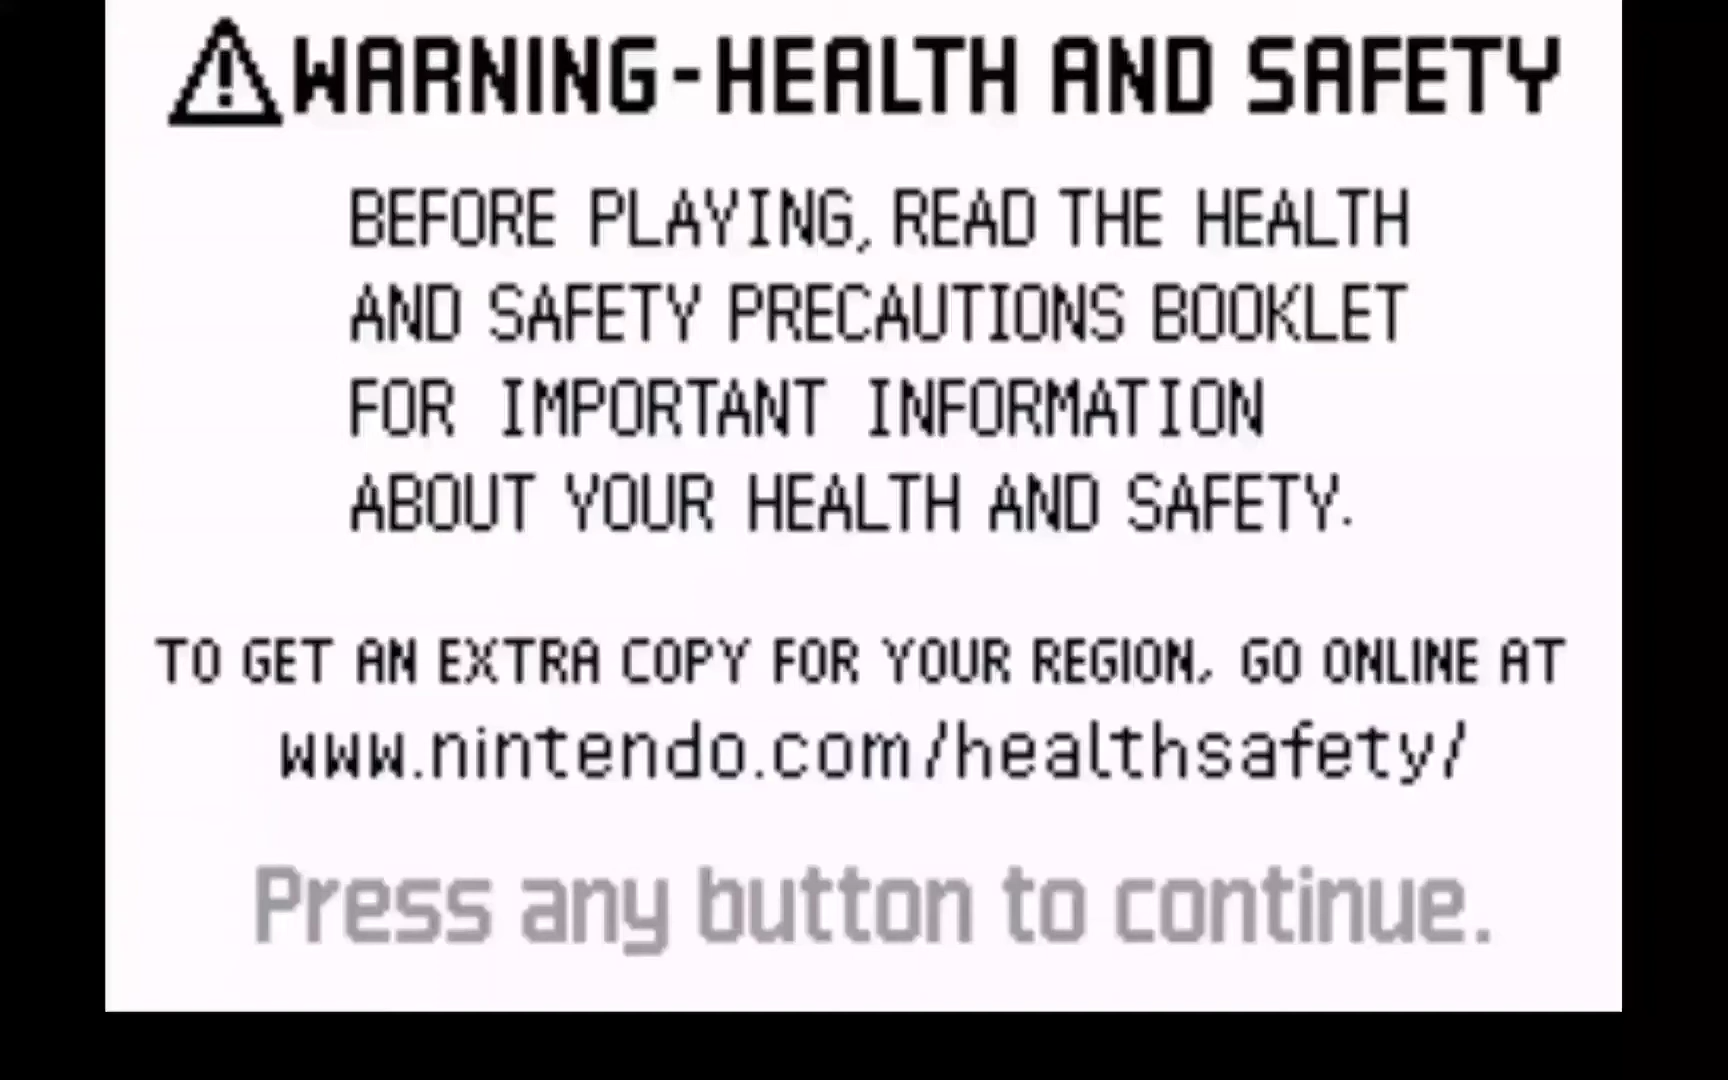 WARNING-HEALTH AND SAFETY
BEFORE PLAYING, READ THE HEALTH
AND SAFETY PRECAUTIONS BOOKLET
FOR IMPORTANT INFORMATION
ABOUT YOUR HEALTH AND SAFETY.
TO GET AN EXTRA COPY FOR YOUR REGION, GO ONLINE AT
www.nintendo.com/healthsafety/
Press any button to continue.